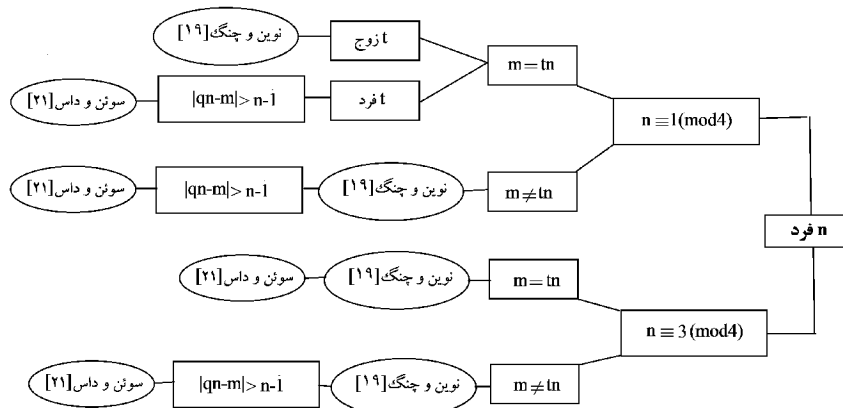 نوین و چنگ[۱۹]
t زوج
m = tn
سوئن و داس[۲۱]
|qn-m|> n-1
t فرد
n ≡1(mod4)
سوئن و داس[۲۱]
|qn-m|> n-1
نوین و چنگ[۱۹]
m ≠ tn
n فرد
سوئن و داس[۲۱]
نوین و چنگ[۱۹]
m = tn
n ≡ 3(mod4)
سوئن و داس[۲۱]
|qn-m|> n-1
نوین و چنگ[۱۹]
m ≠ tn